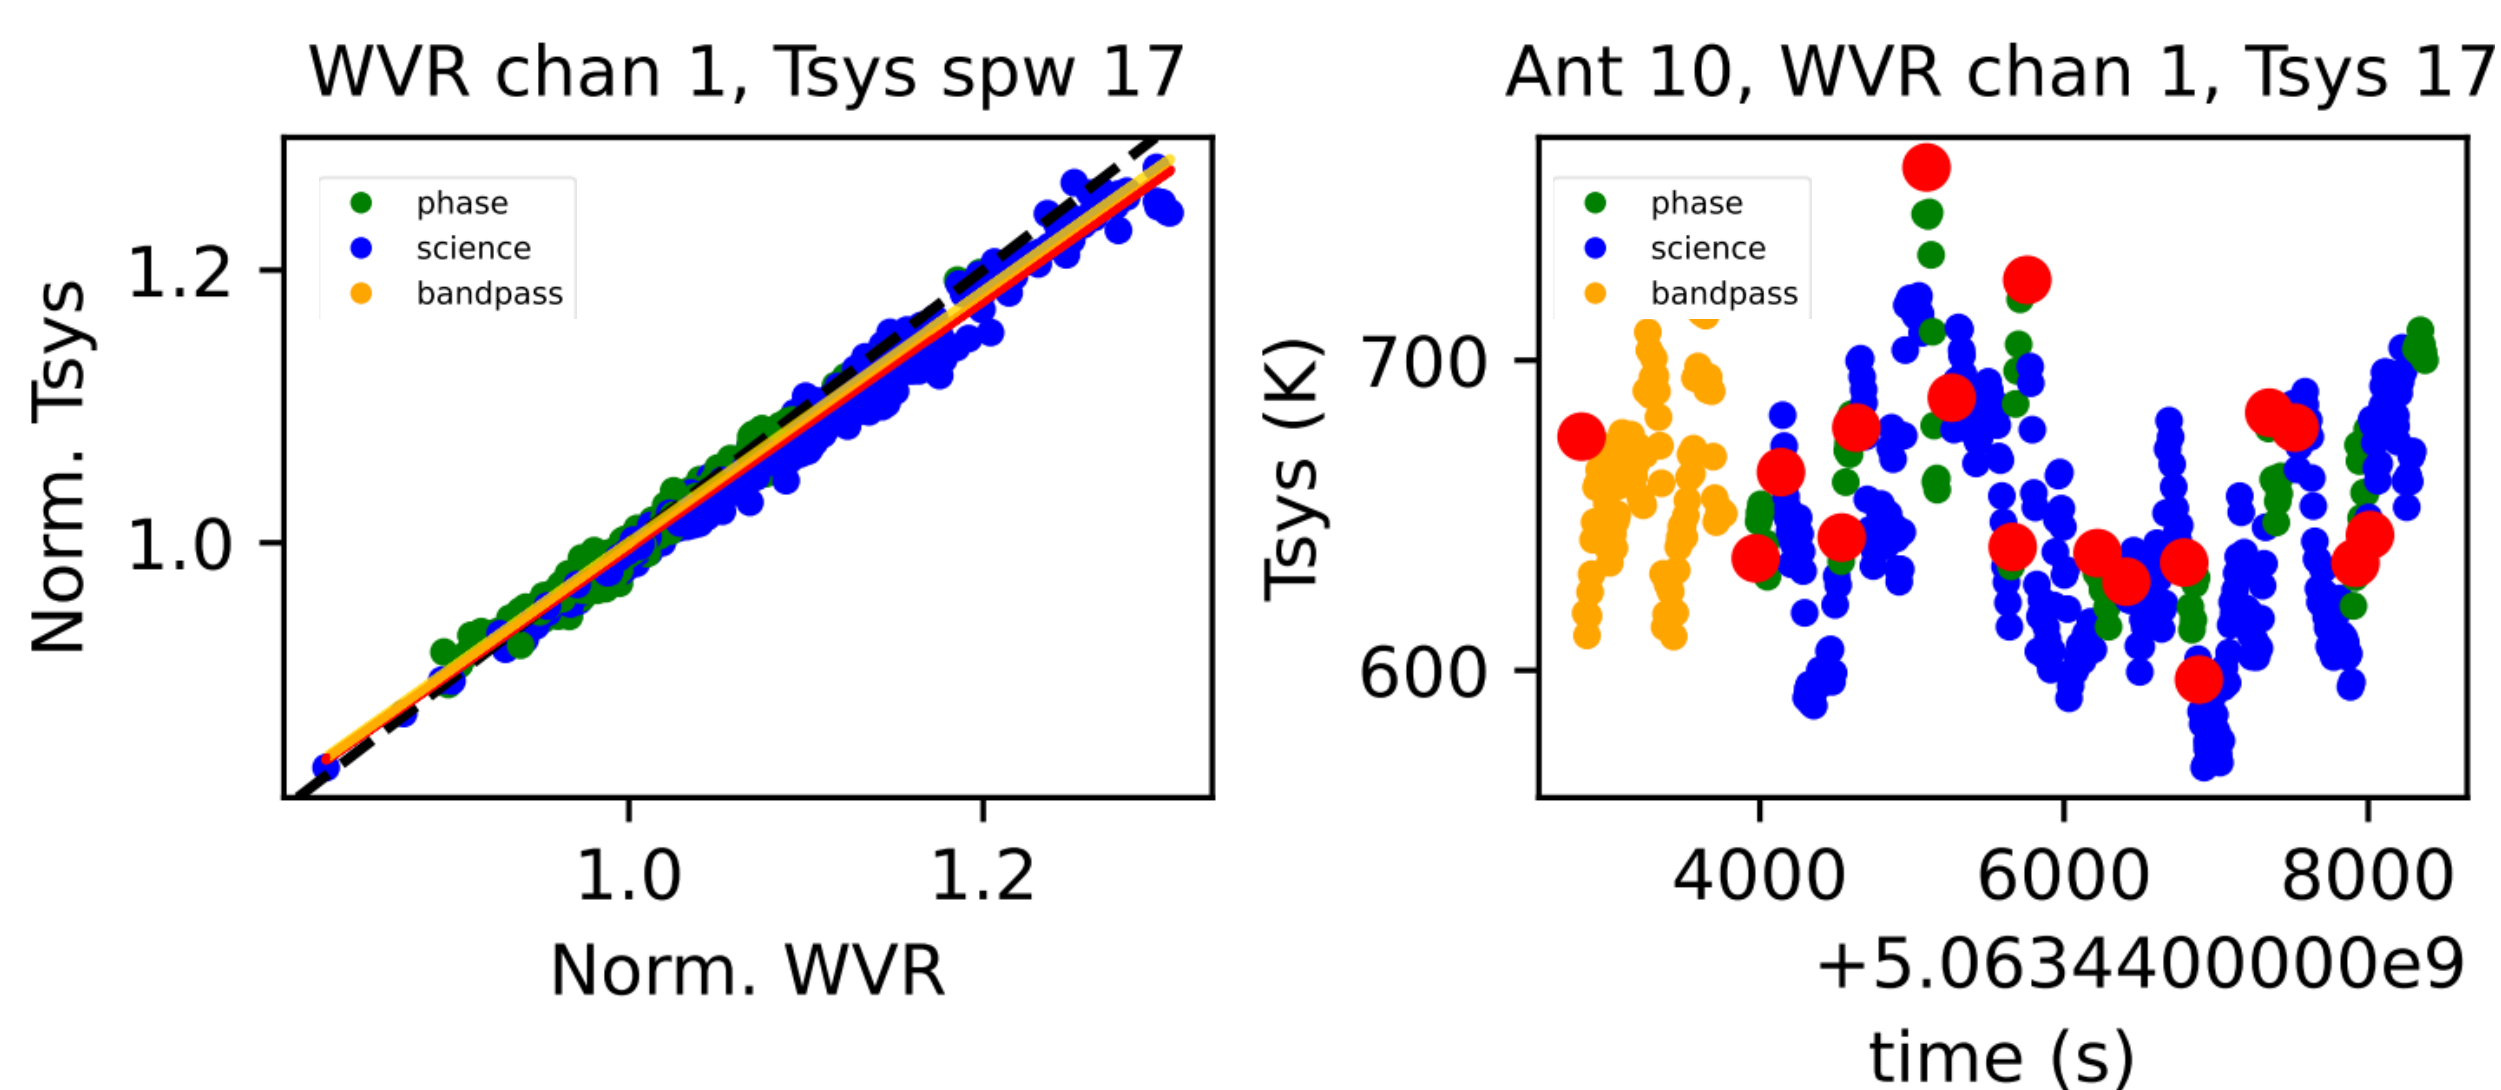 WVR chan 1, Tsys spw 17
phase
science
bandpass
Norm. Tsys
1.2
1.0
1.0 1.2
Norm. WVR
Ant 10, WVR chan 1, Tsys 17
phase
science
bandpass
Tsys (K)
700
600
4000 6000 8000
+5.0634400000e9
time (s)